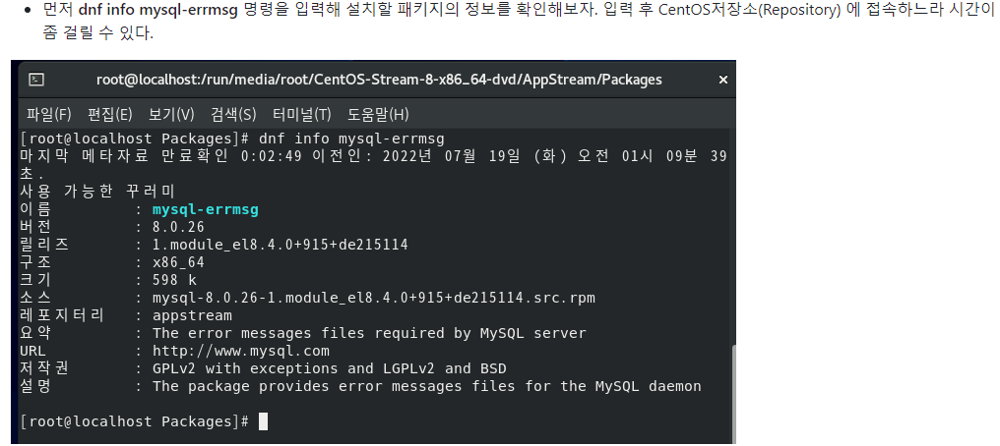 먼저 dnf info mysql-errmsg 명령을 입력해 설치할 패키지의 정보를 확인해보자. 입력 후 CentOS저장소(Repository) 에 접속하느라 시간이
좀 걸릴 수 있다.
root@localhost:/run/media/root/CentOS-Stream-8-x86_64-dvd/AppStream/Packages ×
파일(F) 편집(E) 보기(V) 검색(S) 터미널(T) 도움말(H)
[root@localhost Packages]# dnf info mysql-errmsg
마지막 메타자료 만료확인 0:02:49 이전인: 2022년 07월 19일 (화) 오전 01시 09분 39
초.
사용 가능한 꾸러미
이름 : mysql-errmsg
버전 : 8.0.26
릴리즈 : 1.module_el8.4.0+915+de215114
구조 : x86_64
크기 : 598 k
소스 : mysql-8.0.26-1.module_el8.4.0+915+de215114.src.rpm
레포지터리 : appstream
요약 : The error messages files required by MySQL server
URL : http://www.mysql.com
저작권 : GPLv2 with exceptions and LGPLv2 and BSD
설명 : The package provides error messages files for the MySQL daemon
[root@localhost Packages]#